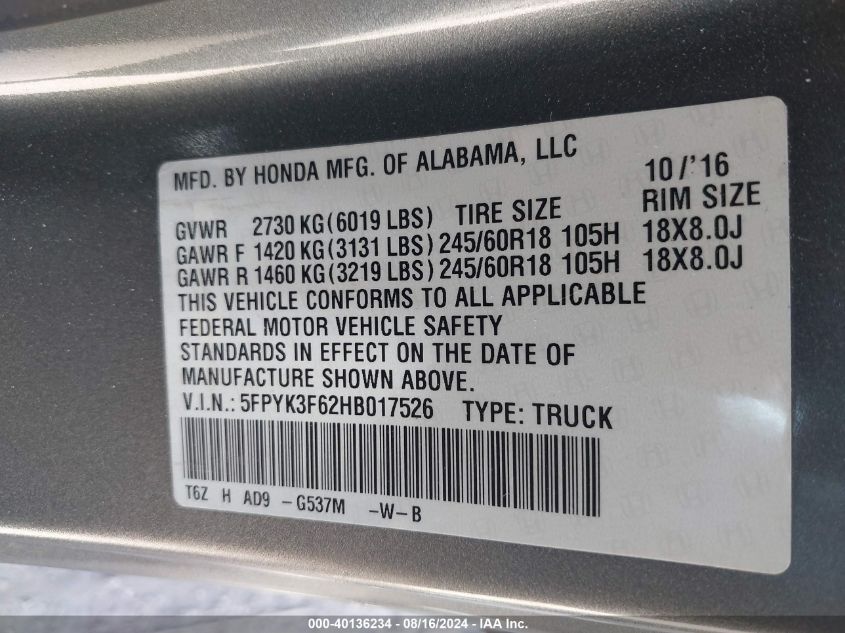 MFD. BY HONDA MFG. OF ALABAMA, LLC 10/'16
GVWR 2730 KG(6019 LBS) TIRE SIZE RIM SIZE
GAWR F 1420 KG(3131 LBS) 245/60R18 105H 18X8.0J
GAWR R 1460 KG(3219 LBS) 245/60R18 105H 18X8.0J
THIS VEHICLE CONFORMS TO ALL APPLICABLE
FEDERAL MOTOR VEHICLE SAFETY
STANDARDS IN EFFECT ON THE DATE OF
MANUFACTURE SHOWN ABOVE.
V.I.N.: 5FPYK3F62HB017526 TYPE: TRUCK
T6Z H AD9 -G537M -W-B
000-40136234 - 08/16/2024 - IAA Inc.